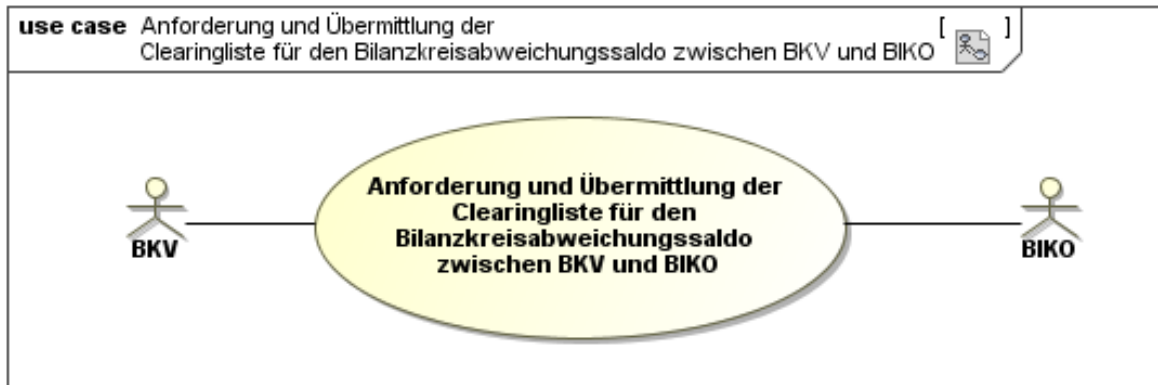 use case Anforderung und Übermittlung der
Clearingliste für den Bilanzkreisabweichungssaldo zwischen BKV und BIKO [ ]
Anforderung und Übermittlung der
Clearingliste für den
Bilanzkreisabweichungssaldo
zwischen BKV und BIKO
BKV
BIKO